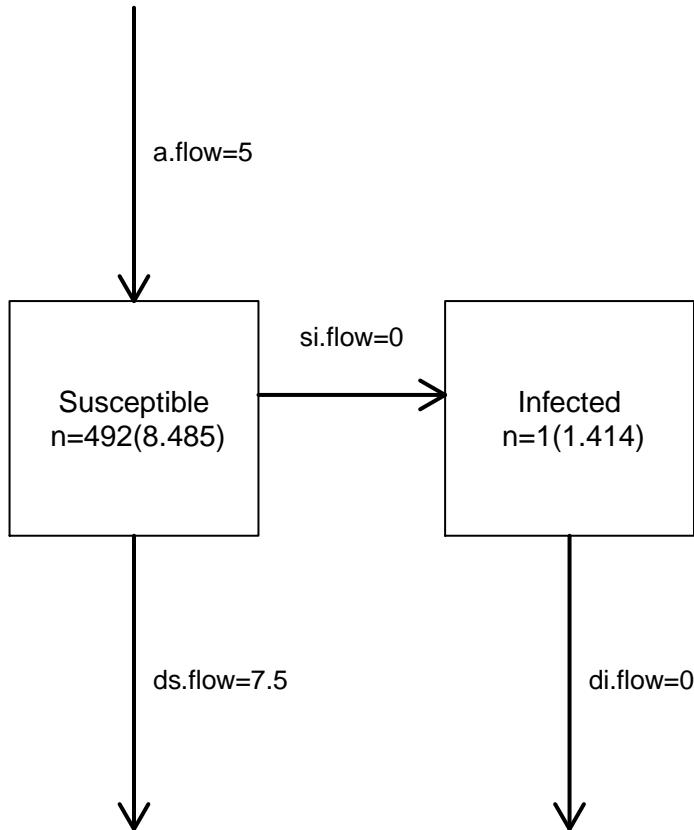 a.flow=5
si.flow=0
Susceptible
n=492(8.485)
Infected
n=1(1.414)
ds.flow=7.5
di.flow=0